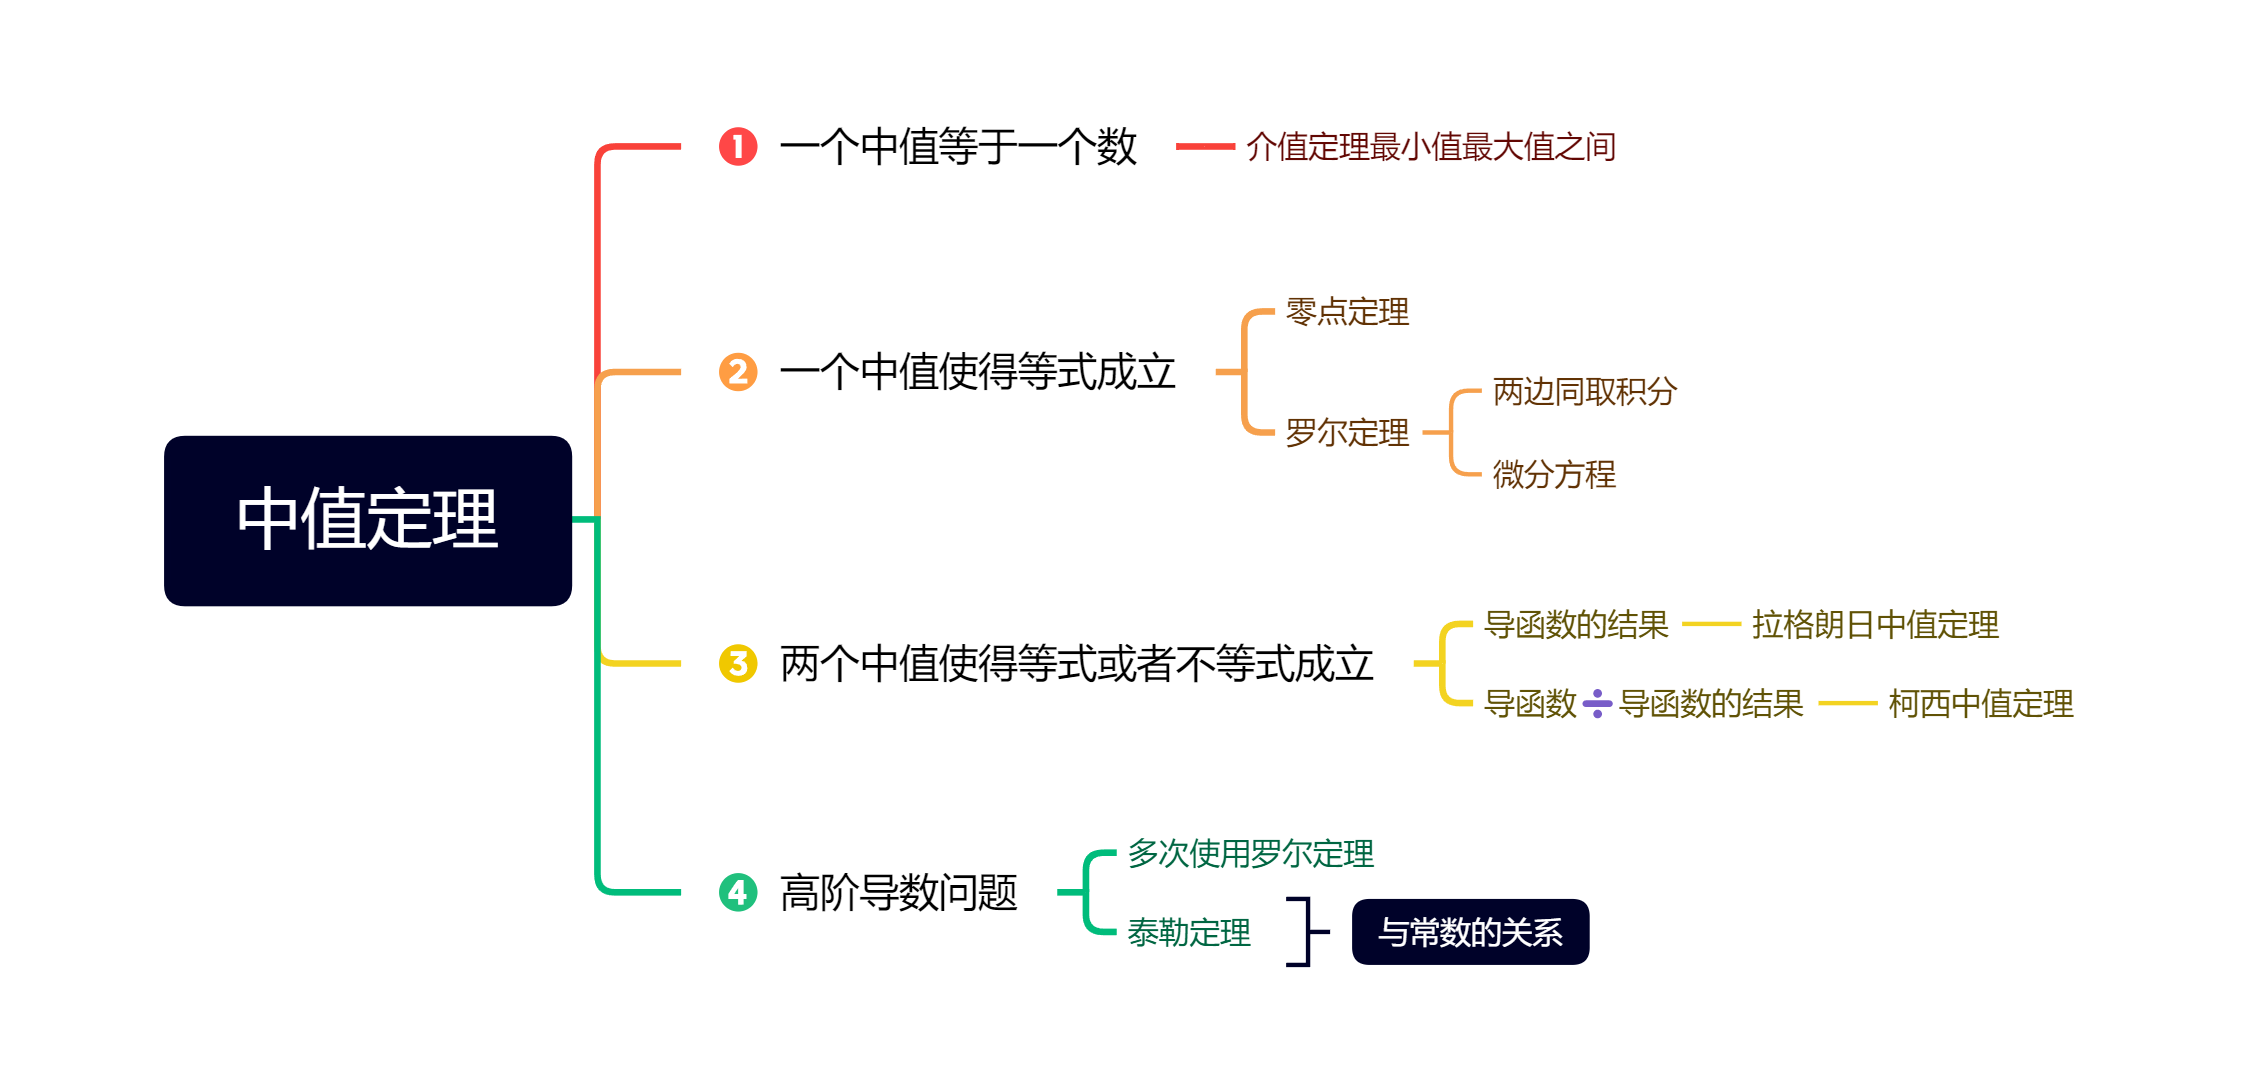 中值定理
1 一个中值等于一个数
介值定理最小值最大值之间
2 一个中值使得等式成立
零点定理
罗尔定理
两边同取积分
微分方程
3 两个中值使得等式或者不等式成立
导函数的结果
拉格朗日中值定理
导函数➗导函数的结果
柯西中值定理
4 高阶导数问题
多次使用罗尔定理
泰勒定理
与常数的关系